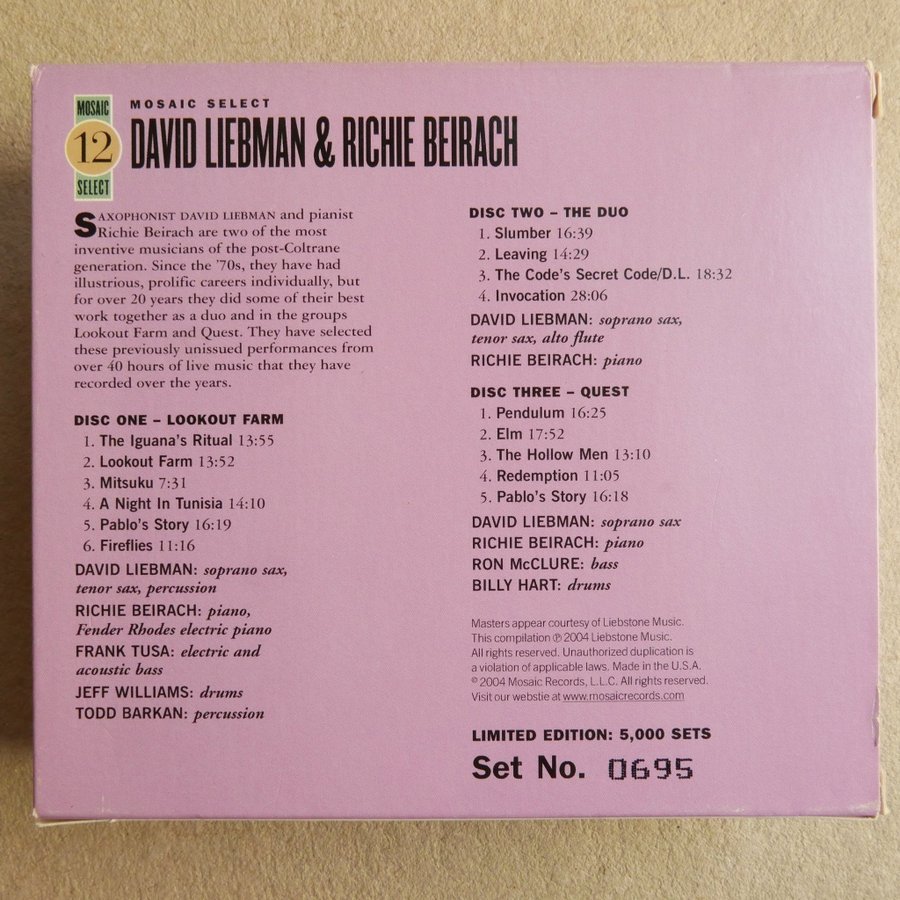 MOSAIC
12
SELECT
MOSAIC SELECT
DAVID LIEBMAN & RICHIE BEIRACH
SAXOPHONIST DAVID LIEBMAN and pianist
Richie Beirach are two of the most
inventive musicians of the post-Coltrane
generation. Since the '70s, they have had
illustrious, prolific careers individually, but
for over 20 years they did some of their best
work together as a duo and in the groups
Lookout Farm and Quest. They have selected
these previously unissued performances from
over 40 hours of live music that they have
recorded over the years.
DISC ONE – LOOKOUT FARM
1. The Iguana's Ritual 13:55
2. Lookout Farm 13:52
3. Mitsuku 7:31
4. A Night In Tunisia 14:10
5. Pablo's Story 16:19
6. Fireflies 11:16
DAVID LIEBMAN: soprano sax,
tenor sax, percussion
RICHIE BEIRACH: piano,
Fender Rhodes electric piano
FRANK TUSA: electric and
acoustic bass
JEFF WILLIAMS: drums
TODD BARKAN: percussion
DISC TWO – THE DUO
1. Slumber 16:39
2. Leaving 14:29
3. The Code's Secret Code/D.L. 18:32
4. Invocation 28:06
DAVID LIEBMAN: soprano sax,
tenor sax, alto flute
RICHIE BEIRACH: piano
DISC THREE – QUEST
1. Pendulum 16:25
2. Elm 17:52
3. The Hollow Men 13:10
4. Redemption 11:05
5. Pablo's Story 16:18
DAVID LIEBMAN: soprano sax
RICHIE BEIRACH: piano
RON McCLURE: bass
BILLY HART: drums
Masters appear courtesy of Liebstone Music.
This compilation ℗ 2004 Liebstone Music.
All rights reserved. Unauthorized duplication is
a violation of applicable laws. Made in the U.S.A.
© 2004 Mosaic Records, L.L.C. All rights reserved.
Visit our webstie at www.mosaicrecords.com
LIMITED EDITION: 5,000 SETS
Set No. 0695